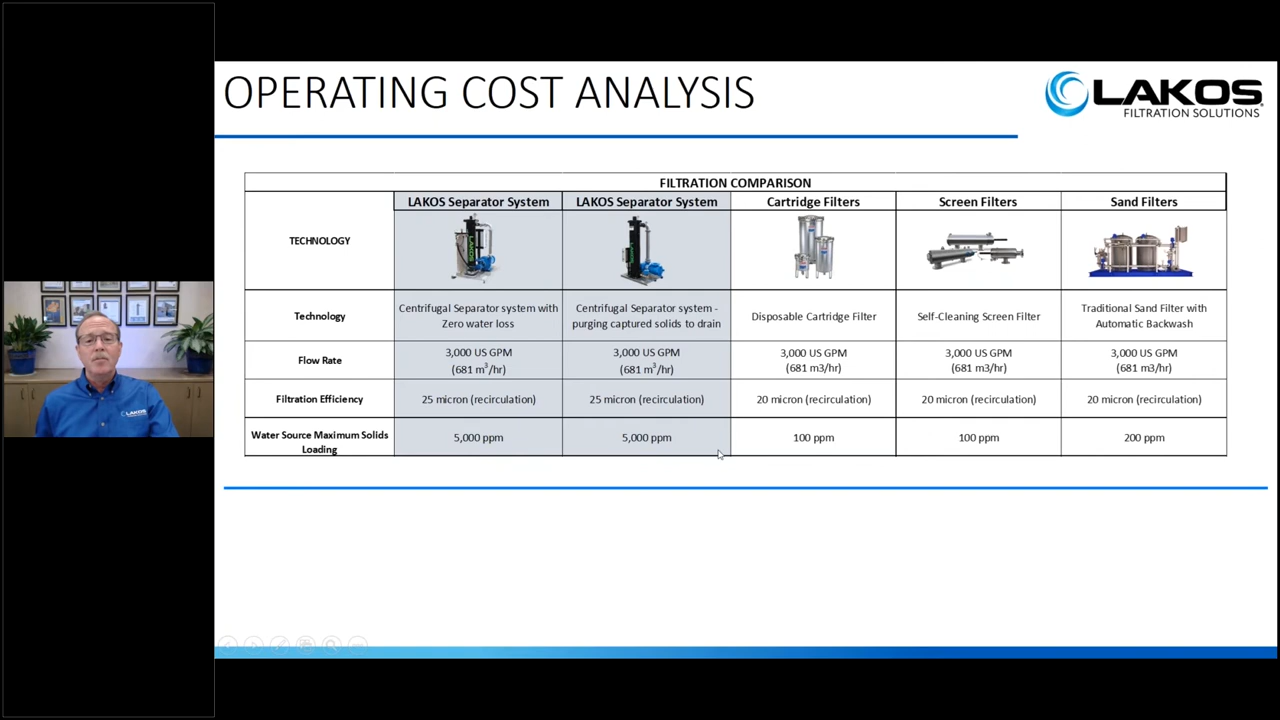 OPERATING COST ANALYSIS
LAKOS
FILTRATION SOLUTIONS
FILTRATION COMPARISON
LAKOS Separator System
LAKOS Separator System
Cartridge Filters
Screen Filters
Sand Filters
TECHNOLOGY
LAKOS
LAKOS
Technology
Centrifugal Separator system with
Zero water loss
Centrifugal Separator system -
purging captured solids to drain
Disposable Cartridge Filter
Self-Cleaning Screen Filter
Traditional Sand Filter with
Automatic Backwash
Flow Rate
3,000 US GPM
(681 m³/hr)
3,000 US GPM
(681 m³/hr)
3,000 US GPM
(681 m3/hr)
3,000 US GPM
(681 m3/hr)
3,000 US GPM
(681 m3/hr)
Filtration Efficiency
25 micron (recirculation)
25 micron (recirculation)
20 micron (recirculation)
20 micron (recirculation)
20 micron (recirculation)
Water Source Maximum Solids
Loading
5,000 ppm
5,000 ppm
100 ppm
100 ppm
200 ppm
LAKOS